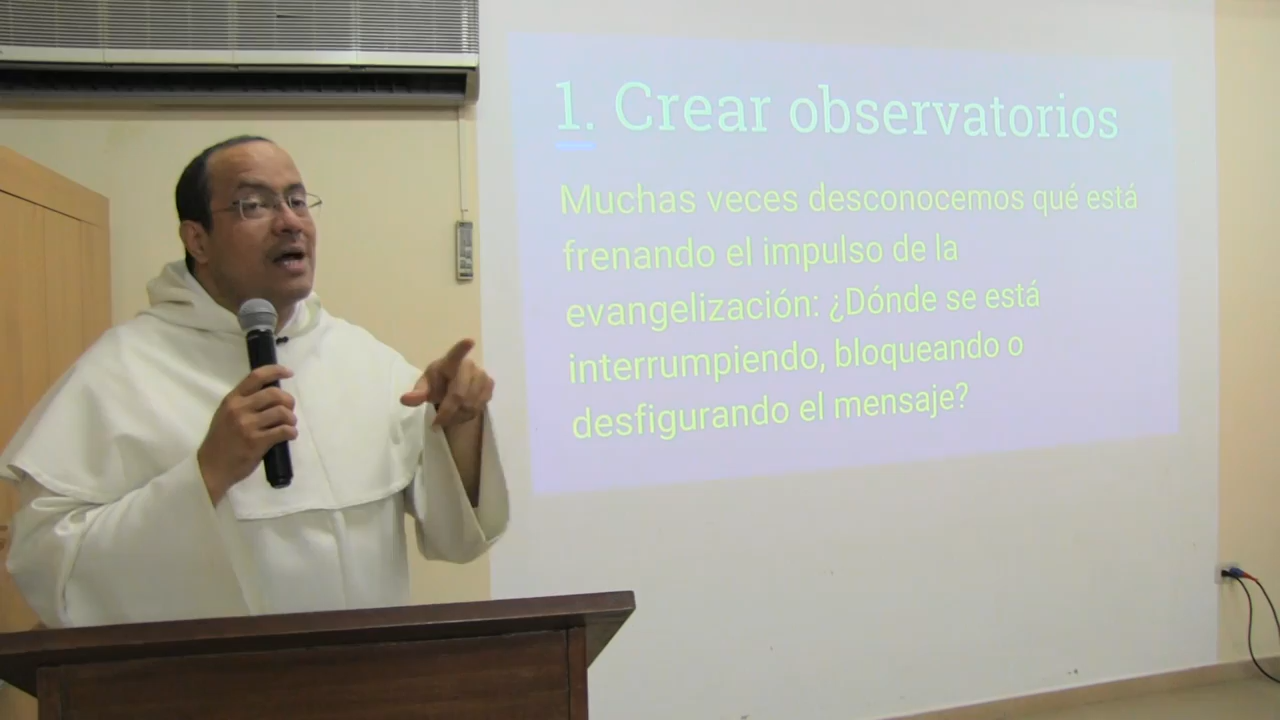 1. Crear observatorios
Muchas veces desconocemos qué está
frenando el impulso de la
evangelización: ¿Dónde se está
interrumpiendo, bloqueando o
desfigurando el mensaje?